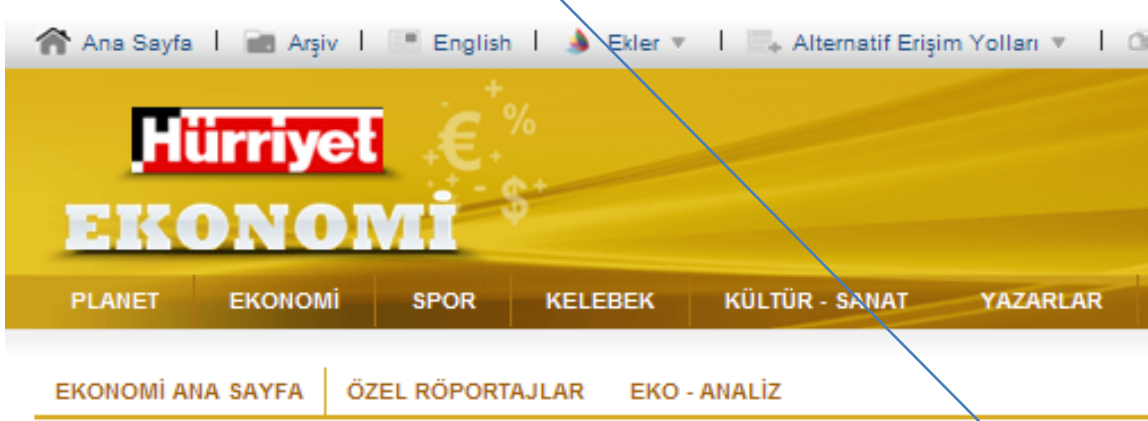 Ana Sayfa | Arşiv | English | Ekler | Alternatif Erişim Yolları |
% 
€
$
Hürriyet
EKONOMİ
PLANET EKONOMİ SPOR KELEBEK KÜLTÜR - SANAT YAZARLAR
EKONOMİ ANA SAYFA ÖZEL RÖPORTAJLAR EKO - ANALİZ